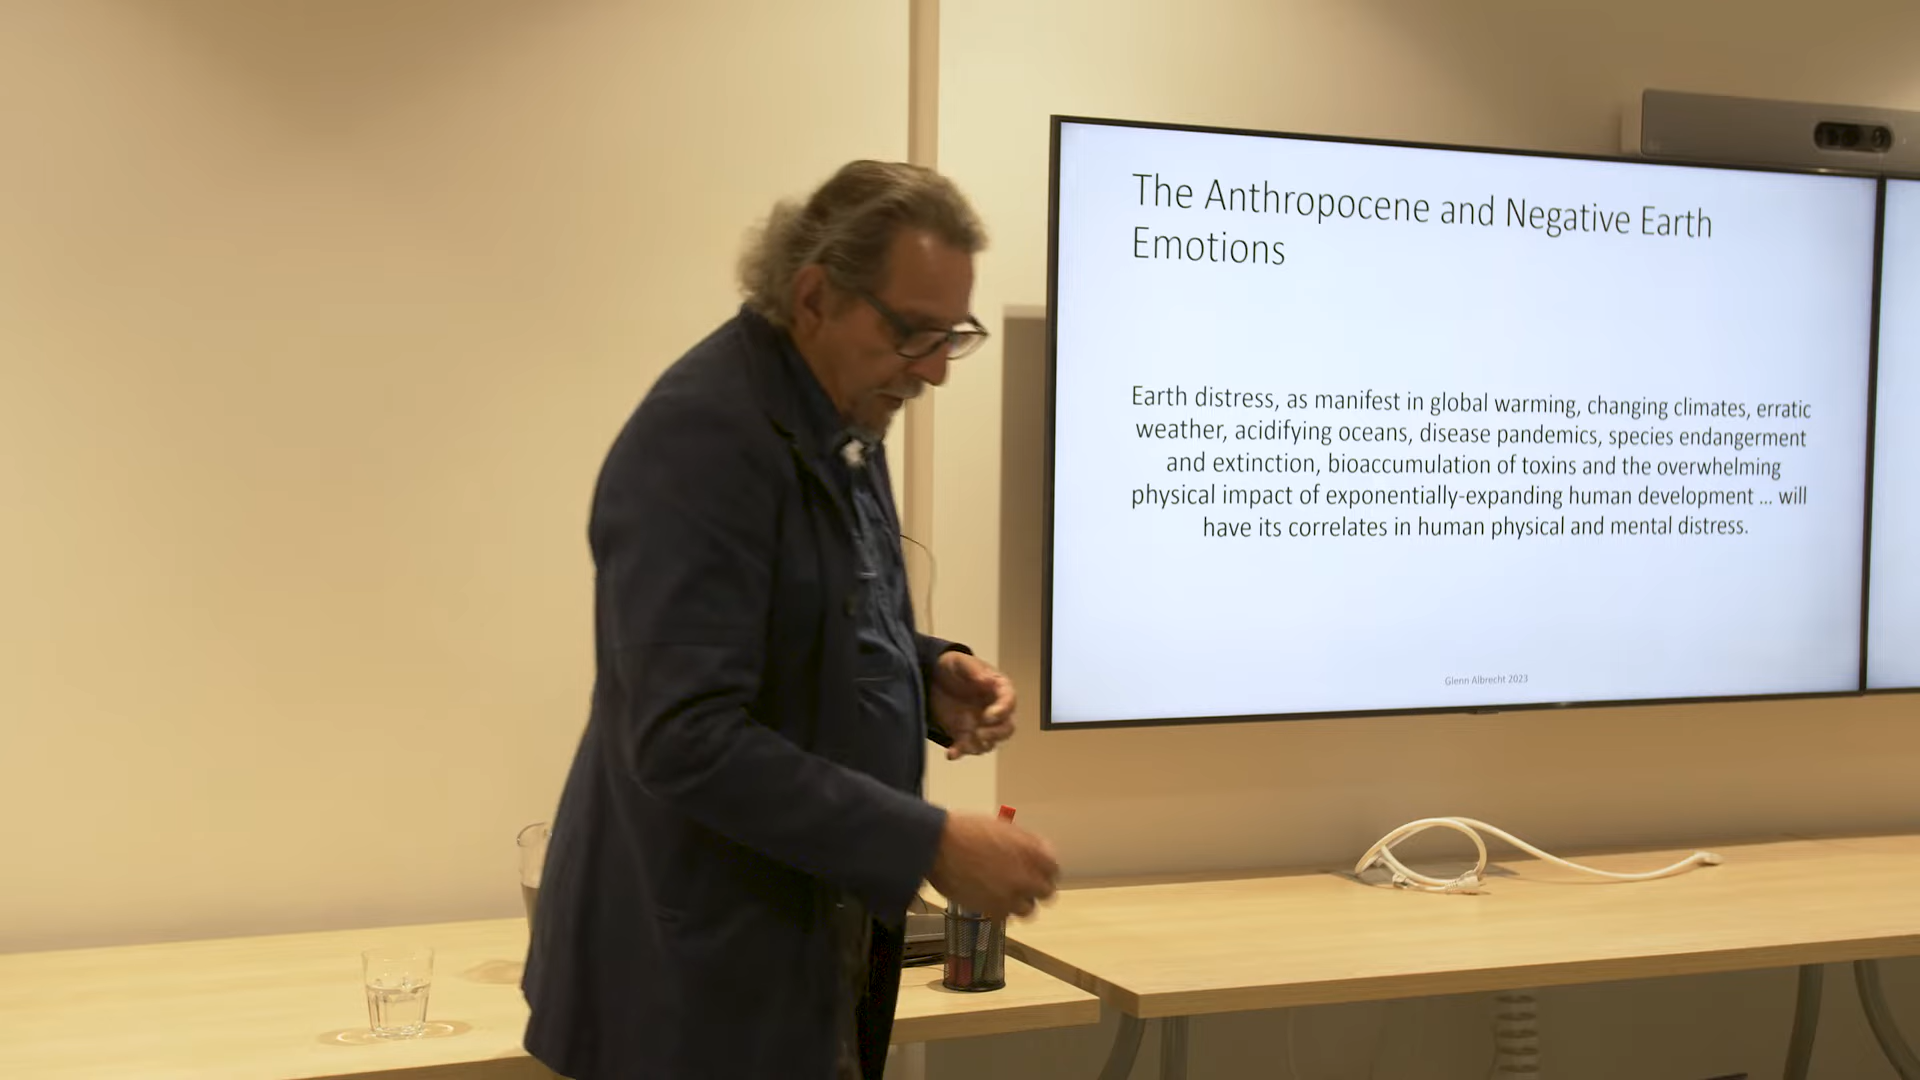 The Anthropocene and Negative Earth
Emotions
Earth distress, as manifest in global warming, changing climates, erratic
weather, acidifying oceans, disease pandemics, species endangerment
and extinction, bioaccumulation of toxins and the overwhelming
physical impact of exponentially-expanding human development ... will
have its correlates in human physical and mental distress.
Glenn Albrecht 2023